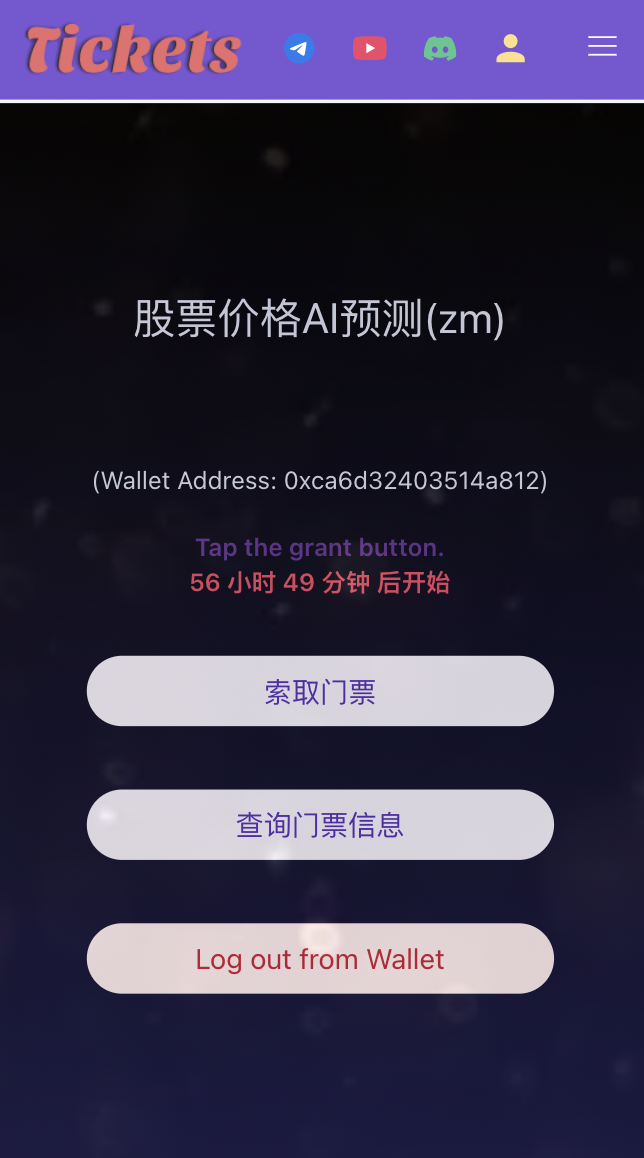 Tickets
股票价格AI预测(zm)
(Wallet Address: 0xca6d32403514a812)
Tap the grant button.
56 小时 49 分钟 后开始
索取门票
查询门票信息
Log out from Wallet